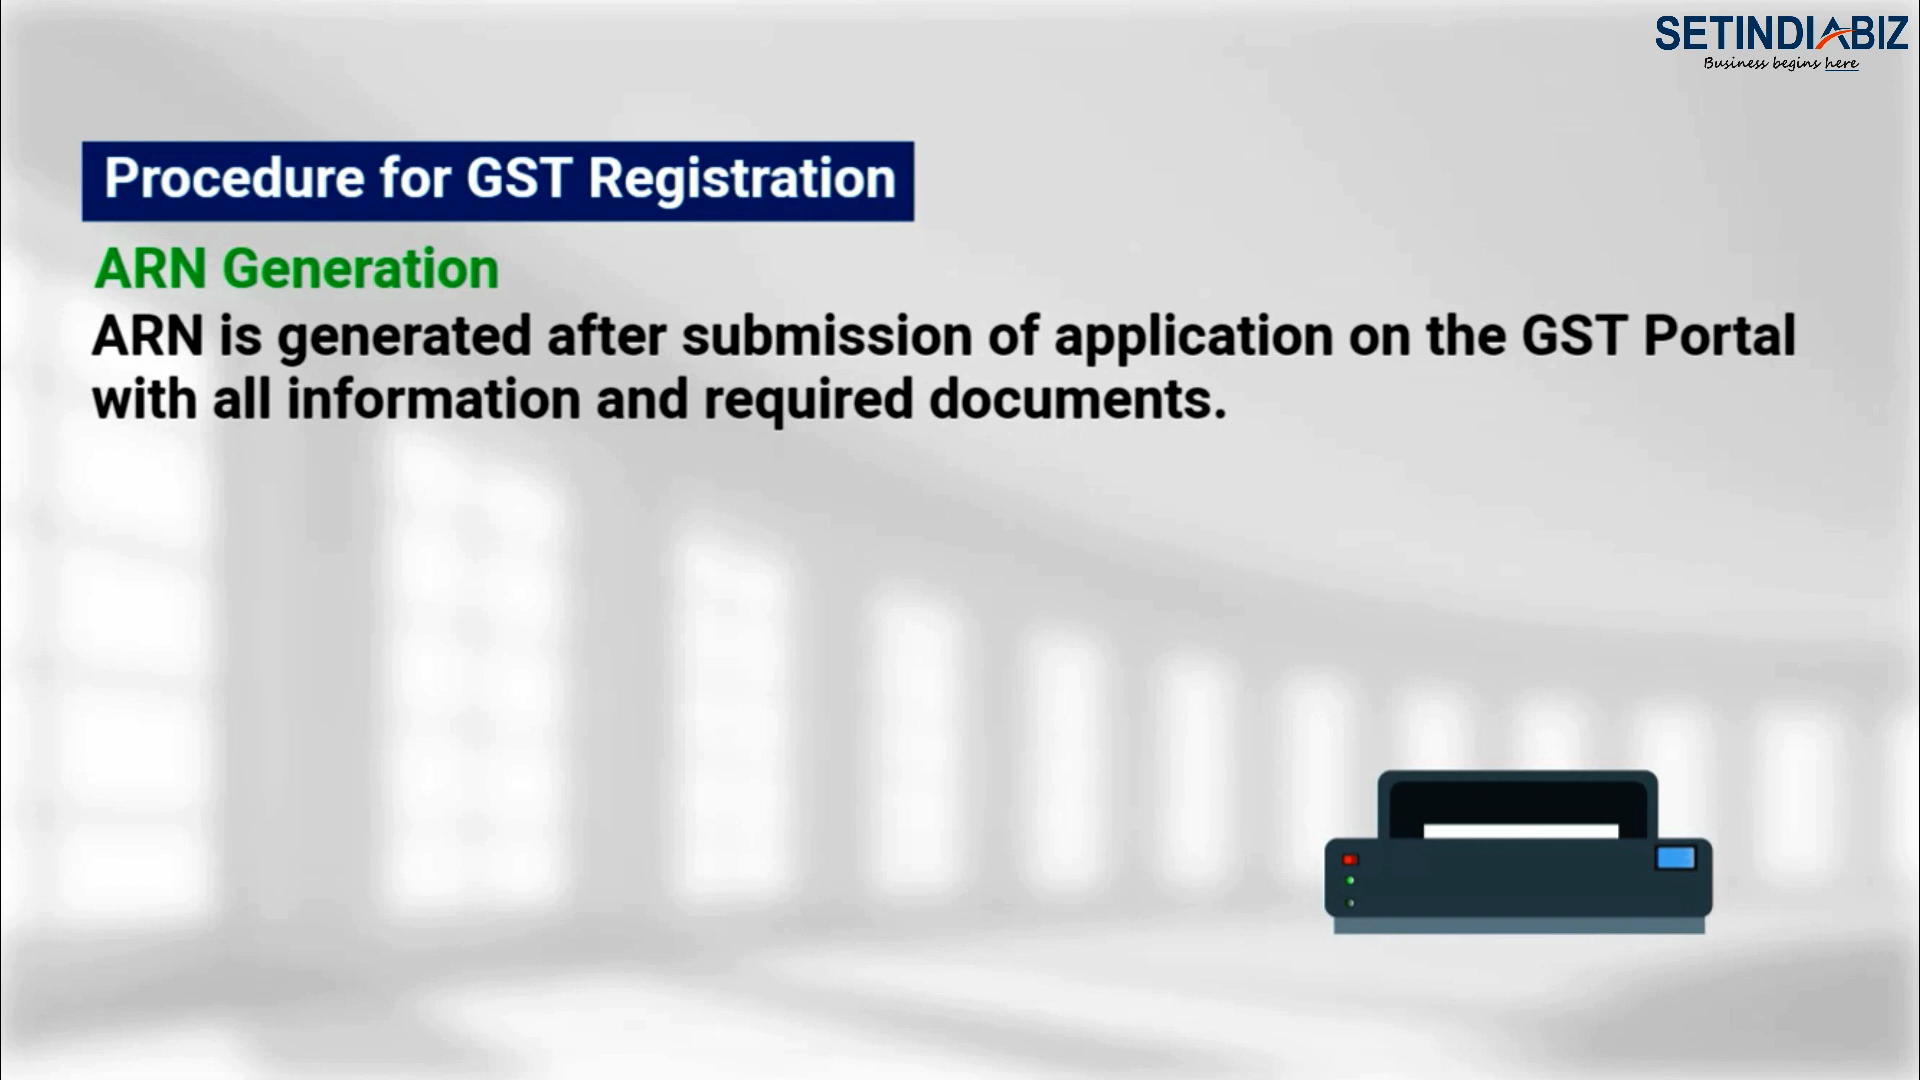 SETINDIABIZ
Business begins here
Procedure for GST Registration
ARN Generation
ARN is generated after submission of application on the GST Portal
with all information and required documents.